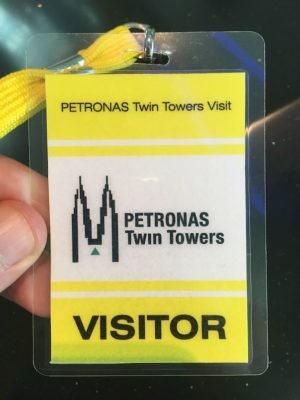 PETRONAS Twin Towers Visit
PETRONAS
Twin Towers
VISITOR